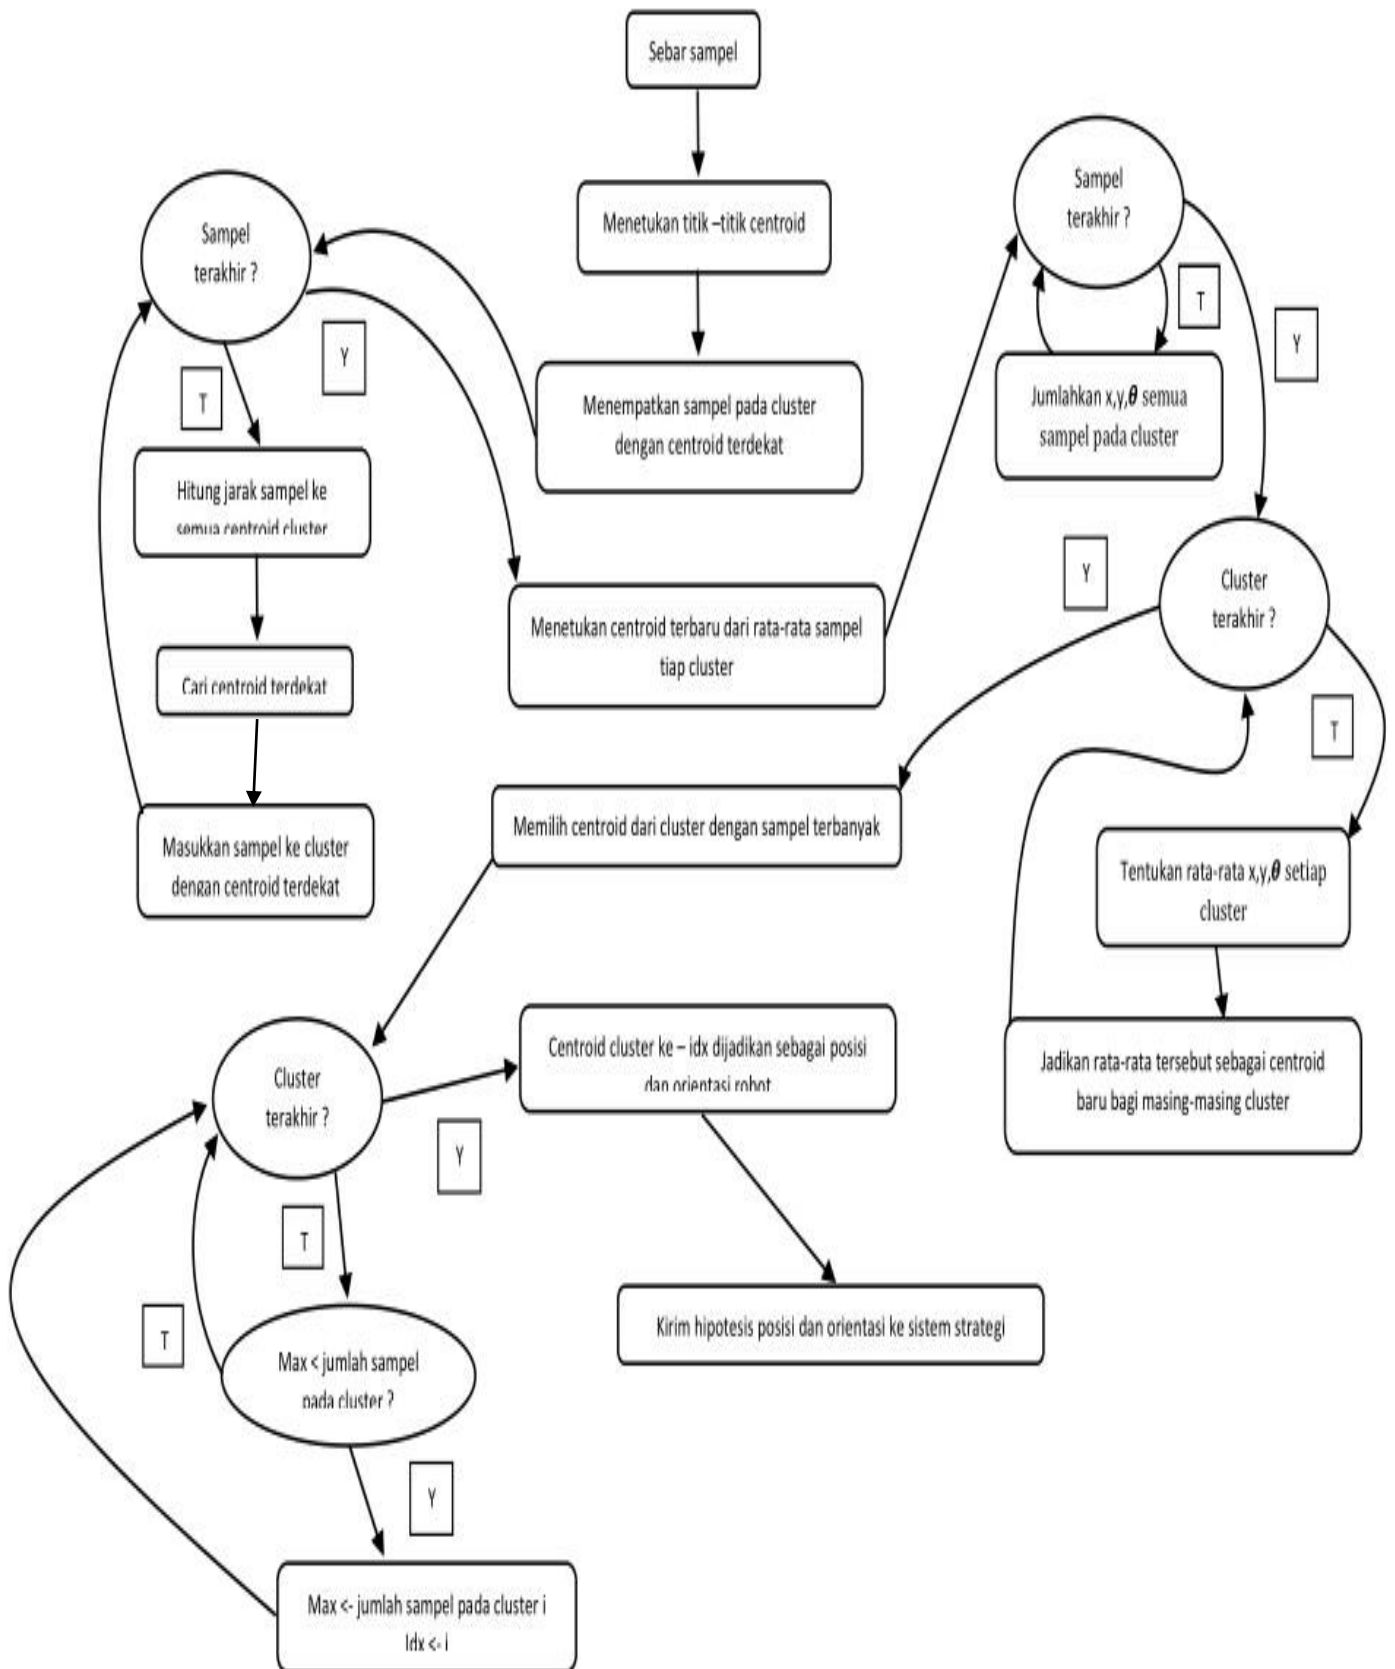 Sebar sampel
Menetukan titik –titik centroid
Menempatkan sampel pada cluster
dengan centroid terdekat
Sampel
terakhir ?
T
Y
Hitung jarak sampel ke
semua centroid cluster
Cari centroid terdekat
Masukkan sampel ke cluster
dengan centroid terdekat
Menetukan centroid terbaru dari rata-rata sampel
tiap cluster
Sampel
terakhir ?
T
Y
Jumlahkan x,y,θ semua
sampel pada cluster
Cluster
terakhir ?
Y
T
Tentukan rata-rata x,y,θ setiap
cluster
Jadikan rata-rata tersebut sebagai centroid
baru bagi masing-masing cluster
Memilih centroid dari cluster dengan sampel terbanyak
Cluster
terakhir ?
Y
T
T
Max < jumlah sampel
pada cluster ?
Y
Max <- jumlah sampel pada cluster i
Idx <- i
Centroid cluster ke – idx dijadikan sebagai posisi
dan orientasi robot
Kirim hipotesis posisi dan orientasi ke sistem strategi